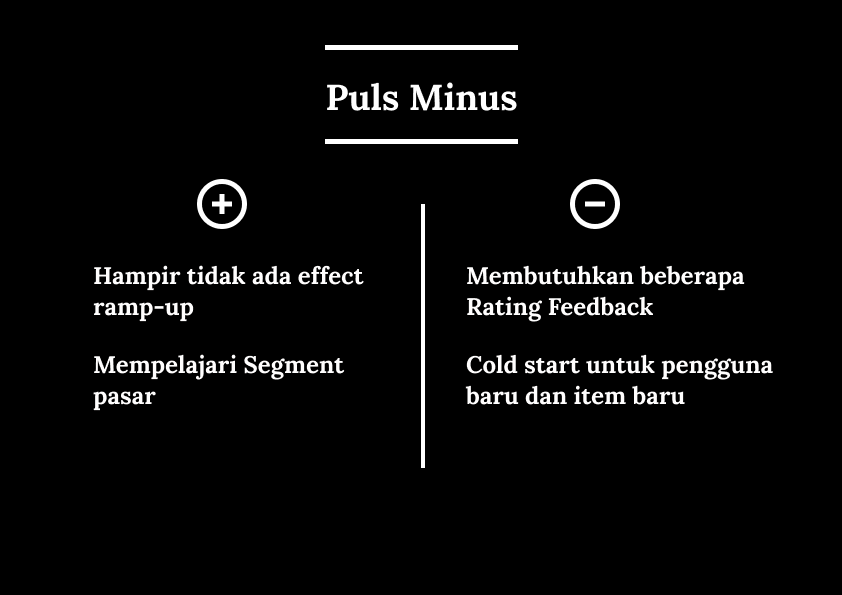 Puls Minus
Hampir tidak ada effect
ramp-up
Mempelajari Segment
pasar
Membutuhkan beberapa
Rating Feedback
Cold start untuk pengguna
baru dan item baru